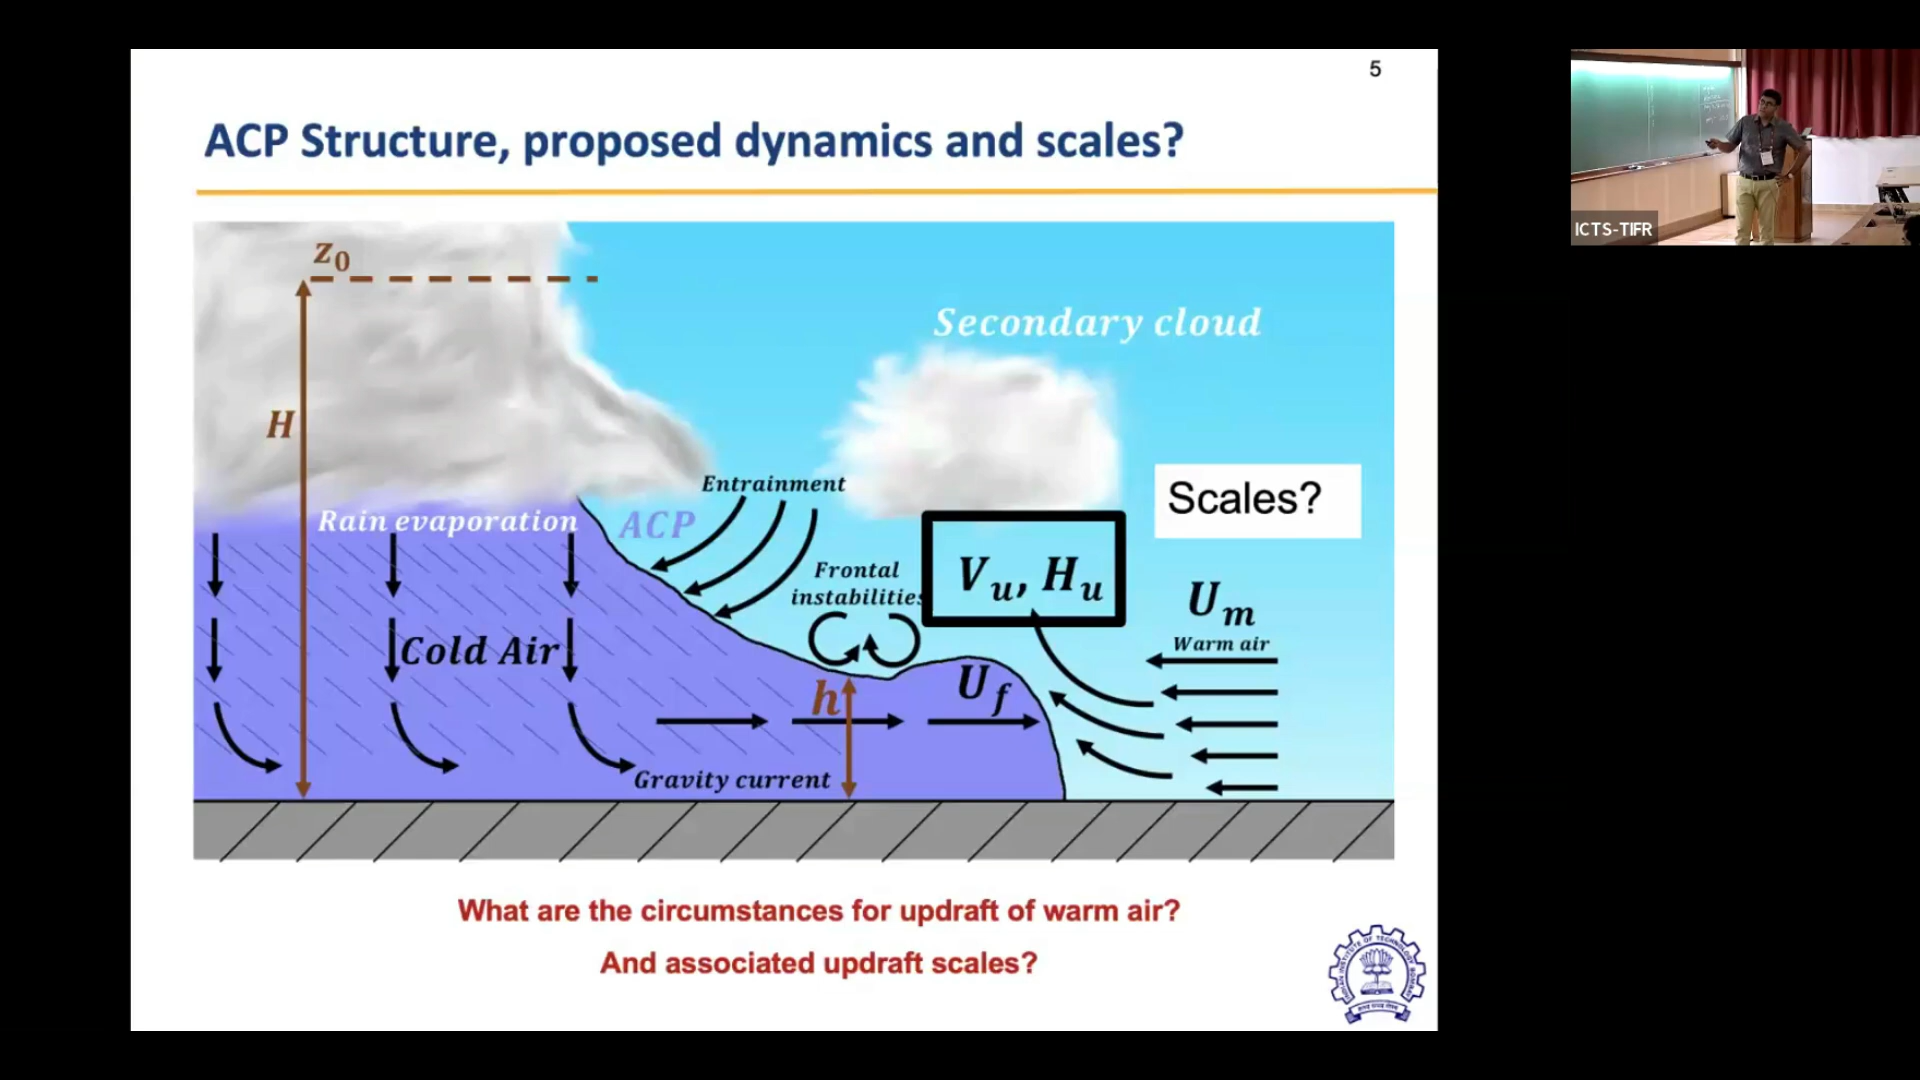 5
ACP Structure, proposed dynamics and scales?
z0
H
Secondary cloud
Entrainment
Rain evaporation
ACP
Scales?
Frontal
instabilities
Vu, Hu
Um
Warm air
Cold Air
h
Uf
Gravity current
What are the circumstances for updraft of warm air?
And associated updraft scales?
ICTS-TIFR